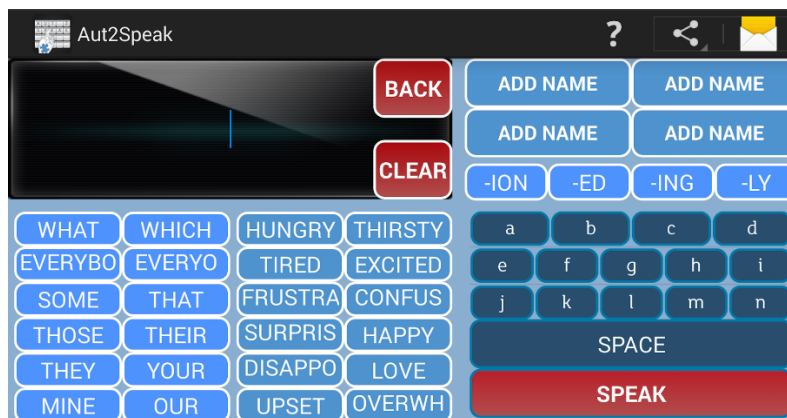 Aut2Speak ?
BACK
CLEAR
ADD NAME ADD NAME
ADD NAME ADD NAME
-ION -ED -ING -LY
WHAT WHICH HUNGRY THIRSTY
EVERYBO EVERYO TIRED EXCITED
SOME THAT FRUSTRA CONFUS
THOSE THEIR SURPRIS HAPPY
THEY YOUR DISAPPO LOVE
MINE OUR UPSET OVERWH
a b c d
e f g h i
j k l m n
SPACE
SPEAK